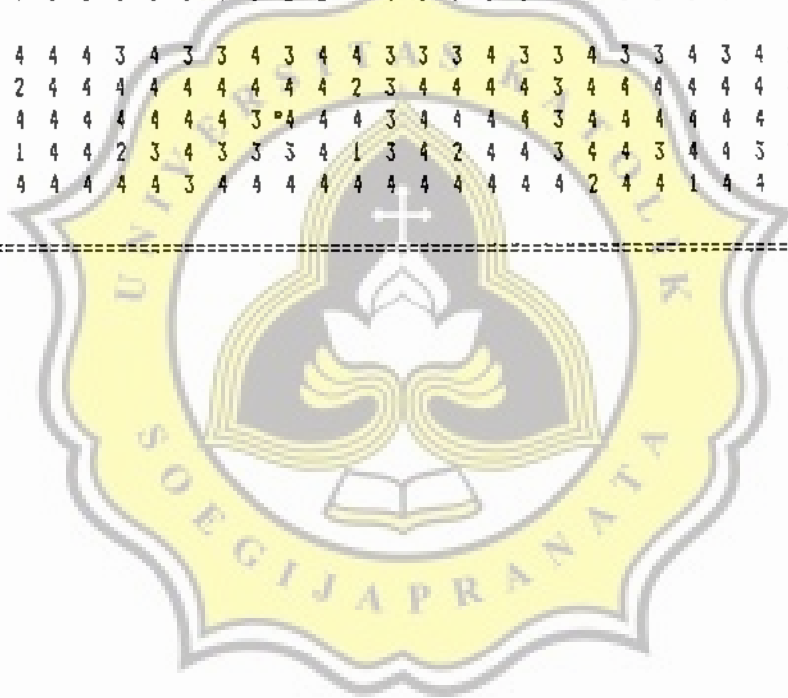 4 4 4 3 4 3 3 4 3 4 4 3 3 3 4 3 3 4 3 3 4 3 4
2 4 4 4 4 4 4 4 4 4 2 3 4 4 4 4 3 4 4 4 4 4 4
4 4 4 4 4 4 4 3 4 4 4 3 4 4 4 4 3 4 4 4 4 4 4
1 4 4 2 3 4 3 3 3 4 1 3 4 2 4 4 3 4 4 3 4 4 3
4 4 4 4 4 3 4 4 4 4 4 4 4 4 4 4 4 2 4 4 1 4 4
UNIVERSITAS KATOLIK
SOEGIJAPRANATA